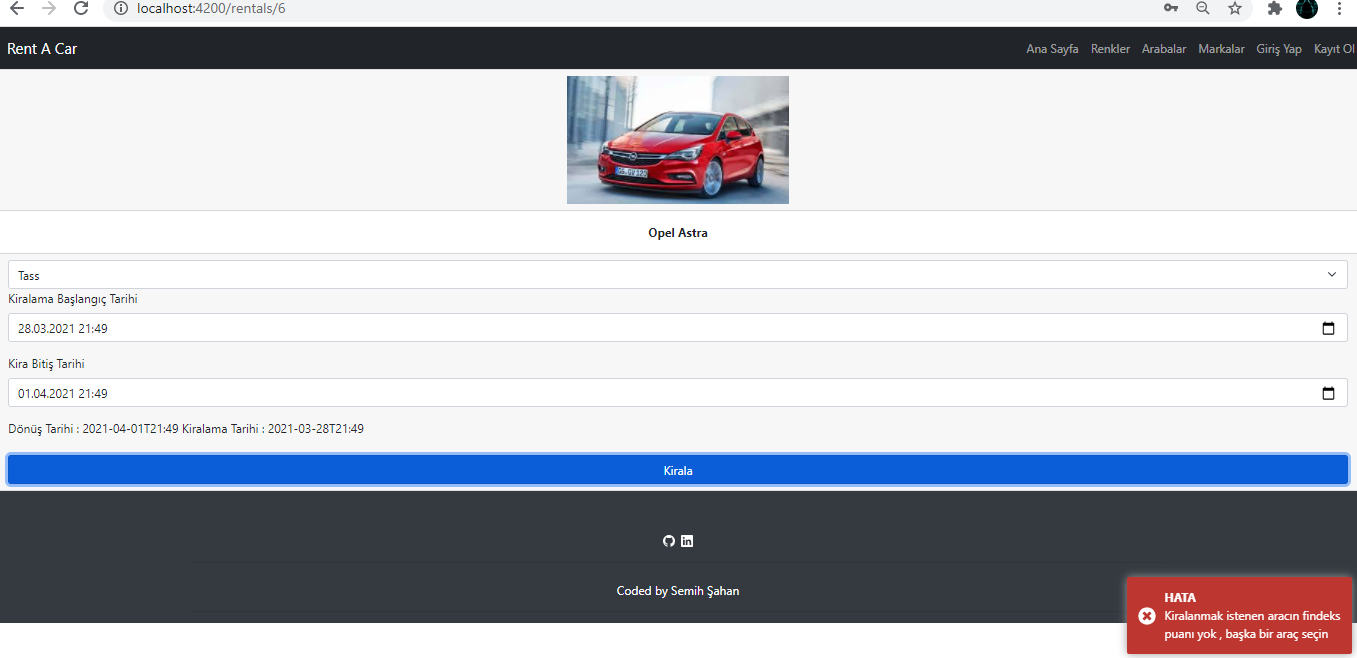 localhost:4200/rentals/6
Rent A Car
Ana Sayfa Renkler Arabalar Markalar Giriş Yap Kayıt Ol
Opel Astra
Tass
Kiralama Başlangıç Tarihi
28.03.2021 21:49
Kira Bitiş Tarihi
01.04.2021 21:49
Dönüş Tarihi : 2021-04-01T21:49 Kiralama Tarihi : 2021-03-28T21:49
Kirala
Coded by Semih Şahan
HATA
Kiralanmak istenen aracın findeks
puanı yok , başka bir araç seçin